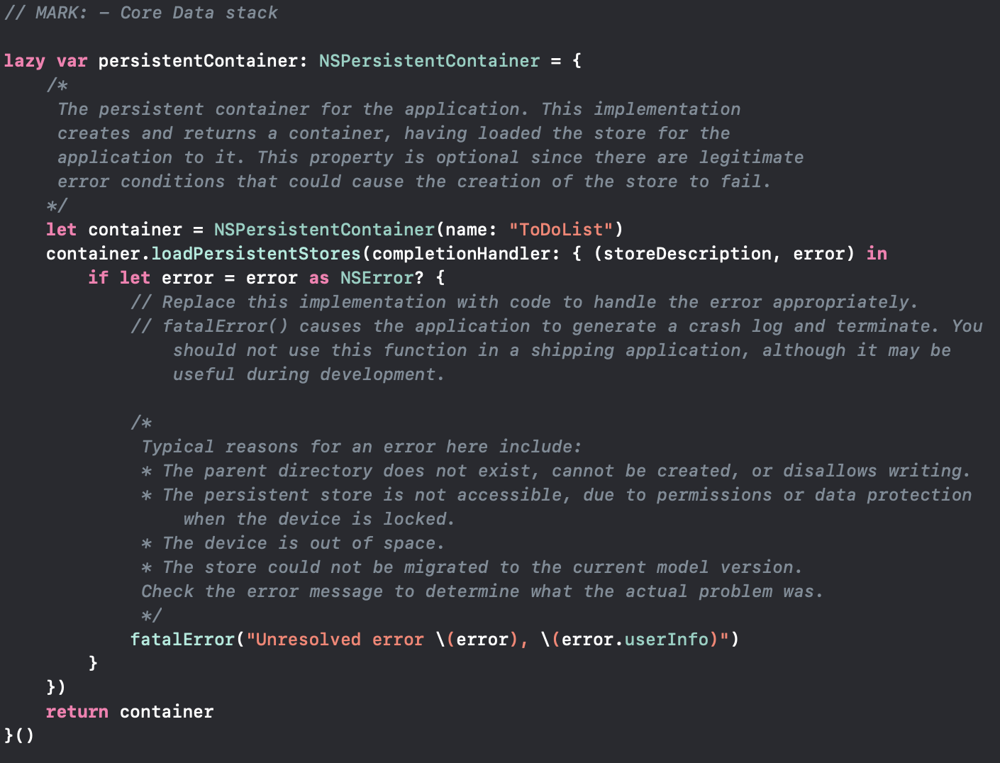 // MARK: – Core Data stack
lazy var persistentContainer: NSPersistentContainer = {
/*
The persistent container for the application. This implementation
creates and returns a container, having loaded the store for the
application to it. This property is optional since there are legitimate
error conditions that could cause the creation of the store to fail.
*/
let container = NSPersistentContainer(name: "ToDoList")
container.loadPersistentStores(completionHandler: { (storeDescription, error) in
if let error = error as NSError? {
// Replace this implementation with code to handle the error appropriately.
// fatalError() causes the application to generate a crash log and terminate. You
should not use this function in a shipping application, although it may be
useful during development.
/*
Typical reasons for an error here include:
* The parent directory does not exist, cannot be created, or disallows writing.
* The persistent store is not accessible, due to permissions or data protection
when the device is locked.
* The device is out of space.
* The store could not be migrated to the current model version.
Check the error message to determine what the actual problem was.
*/
fatalError("Unresolved error \(error), \(error.userInfo)")
}
})
return container
}()